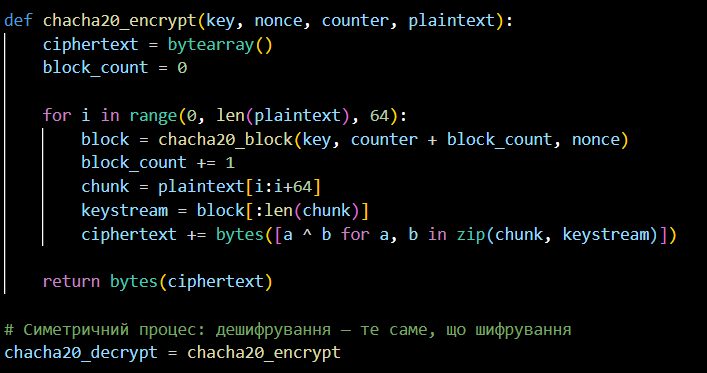 def chacha20_encrypt(key, nonce, counter, plaintext):
    ciphertext = bytearray()
    block_count = 0

    for i in range(0, len(plaintext), 64):
        block = chacha20_block(key, counter + block_count, nonce)
        block_count += 1
        chunk = plaintext[i:i+64]
        keystream = block[:len(chunk)]
        ciphertext += bytes([a ^ b for a, b in zip(chunk, keystream)])

    return bytes(ciphertext)

# Симетричний процес: дешифрування — те саме, що шифрування
chacha20_decrypt = chacha20_encrypt